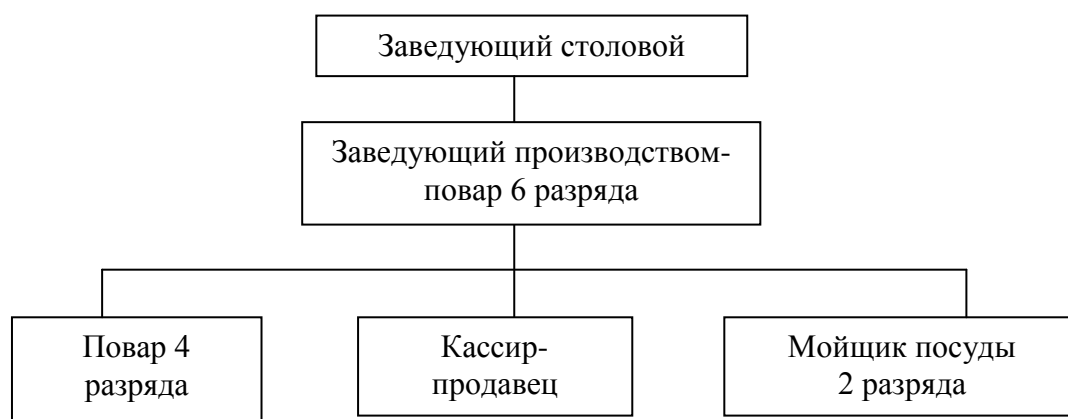 Заведующий столовой
Заведующий производством-
повар 6 разряда
Повар 4
разряда
Кассир-
продавец
Мойщик посуды
2 разряда